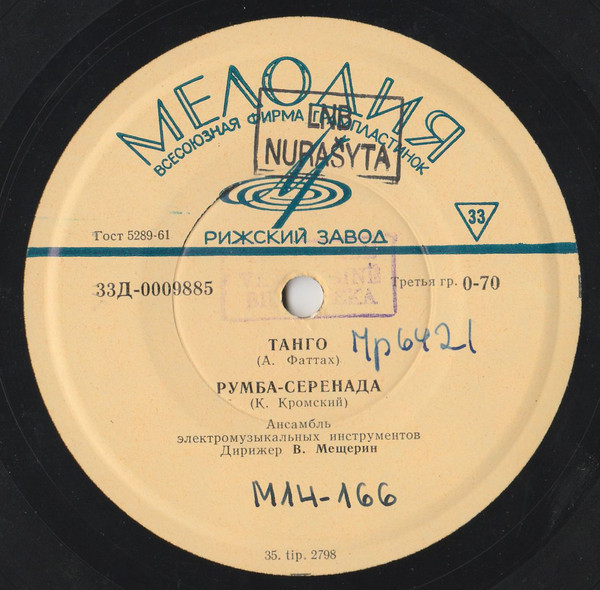 МЕЛОДИЯ
ВСЕСОЮЗНАЯ ФИРМА ГРАМПЛАСТИНОК
LNB
NURAŠYTA
33
Гост 5289-61
РИЖСКИЙ ЗАВОД
33Д-0009885
Третья гр. 0-70
ТАНГО
(А. Фаттах)
Мр6421
РУМБА-СЕРЕНАДА
(К. Кромский)
Ансамбль
электромузыкальных инструментов
Дирижер В. Мещерин
М14-166
35. tip. 2798